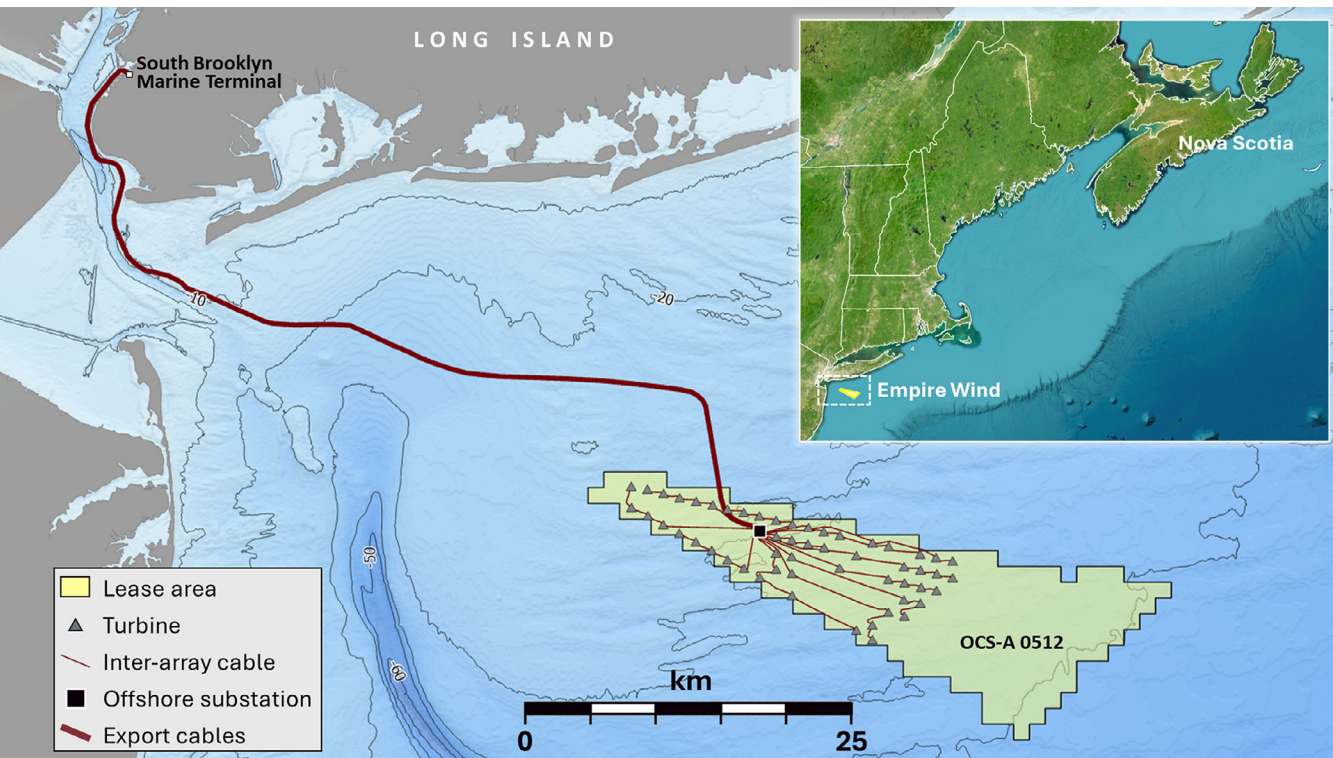 LONG ISLAND
South Brooklyn
Marine Terminal
Nova Scotia
Empire Wind
-10
-20
-50
-60
OCS-A 0512
Lease area
Turbine
Inter-array cable
Offshore substation
Export cables
km
0
25